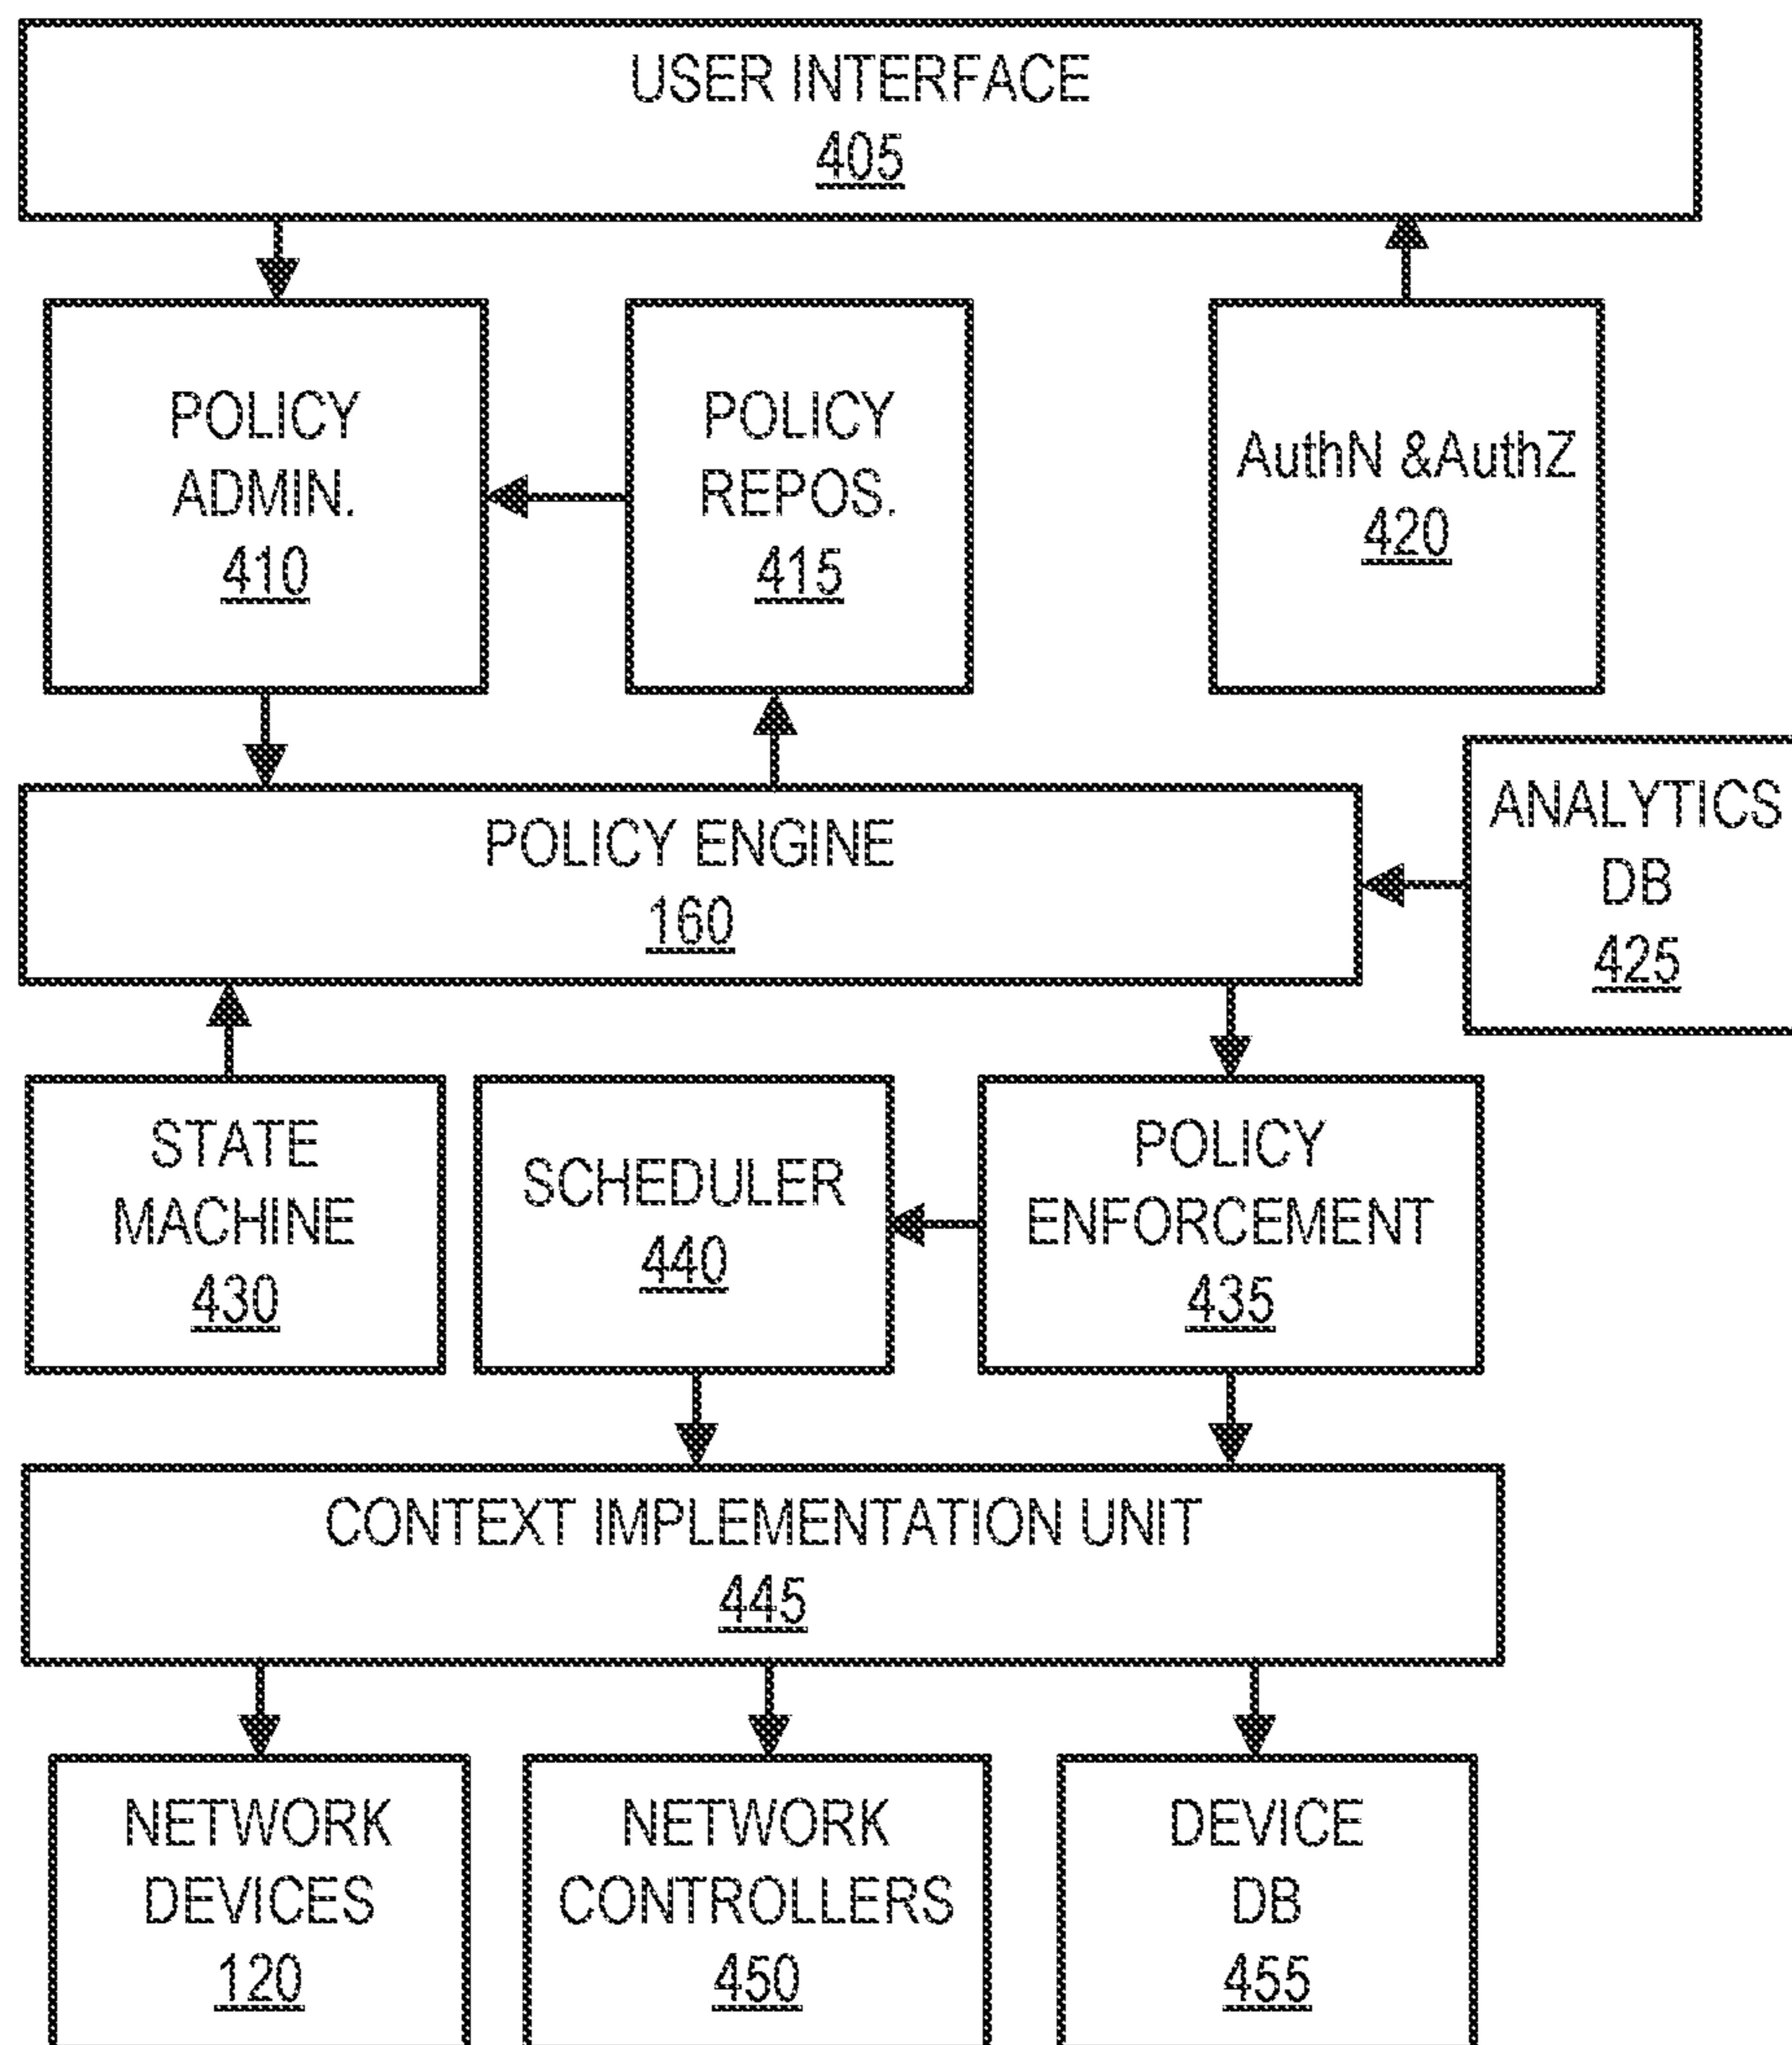 USER INTERFACE
405
POLICY
ADMIN.
410
POLICY
REPOS.
415
AuthN &AuthZ
420
POLICY ENGINE
160
ANALYTICS
DB
425
STATE
MACHINE
430
SCHEDULER
440
POLICY
ENFORCEMENT
435
CONTEXT IMPLEMENTATION UNIT
445
NETWORK
DEVICES
120
NETWORK
CONTROLLERS
450
DEVICE
DB
455